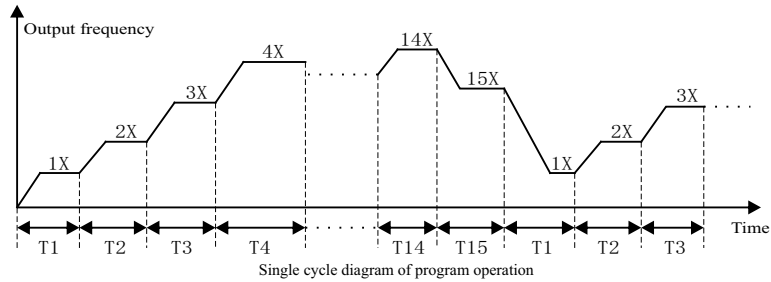 Output frequency
1X
2X
3X
4X
14X
15X
1X
2X
3X
Time
T1
T2
T3
T4
T14
T15
T1
T2
T3
Single cycle diagram of program operation